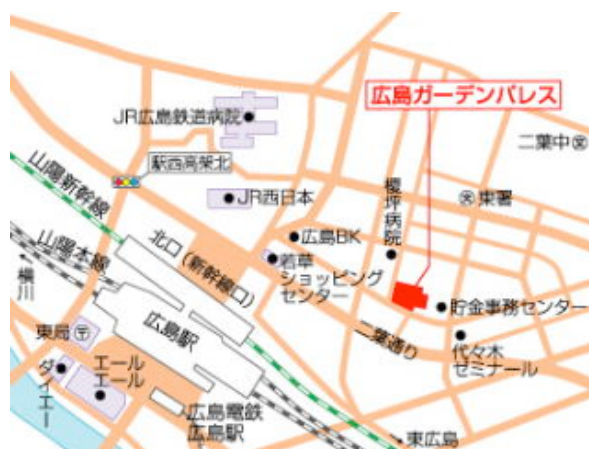 広島ガーデンパレス
JR広島鉄道病院
二葉中
文
駅西高架北
山陽新幹線
JR西日本
榎坪病院
東署
広島BK
北口(新幹線口)
若草
ショッピング
センター
山陽本線
横川
広島駅
貯金事務センター
二葉通り
代々木
ゼミナール
東局
〒
エール
エール
ダイエー
広島電鉄
広島駅
東広島